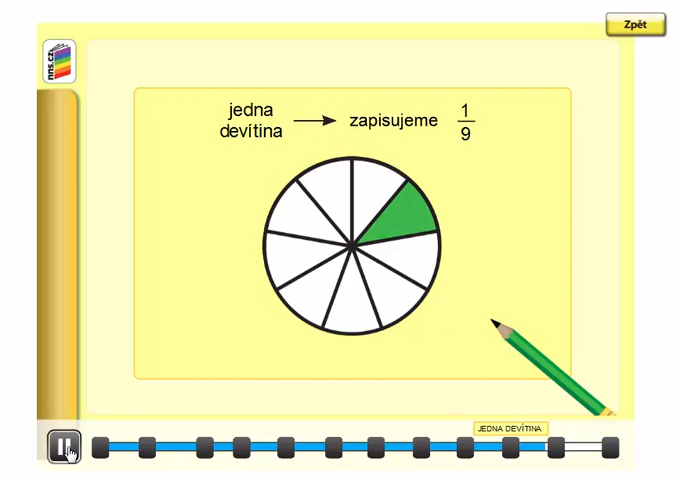 Zpět
nns.cz
jedna
devítina
zapisujeme
1
9
JEDNA DEVÍTINA